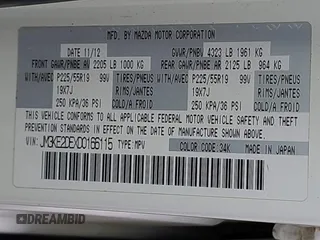 MFD. BY MAZDA MOTOR CORPORATION
DATE 11/12 GVWR/PNBV 4323 LB 1961 KG
FRONT GAWR/PNBE AV 2205 LB 1000 KG REAR GAWR/PNBE AR 2125 LB 964 KG
WITH/AVEC P225/55R19 99V TIRES/PNEUS WITH/AVEC P225/55R19 99V TIRES/PNEUS
19X7J RIMS/JANTES 19X7J RIMS/JANTES
250 KPA/36 PSI COLD/A FROID 250 KPA/36 PSI COLD/A FROID
THIS VEHICLE CONFORMS TO ALL APPLICABLE FEDERAL MOTOR VEHICLE SAFETY AND
THEFT PREVENTION STANDARDS IN EFFECT ON THE DATE OF MANUFACTURE SHOWN ABOVE.
VIN: JM3KE2DEXD0166115 TYPE: MPV
COLOR CODE: 34K MADE IN JAPAN
DREAMBID